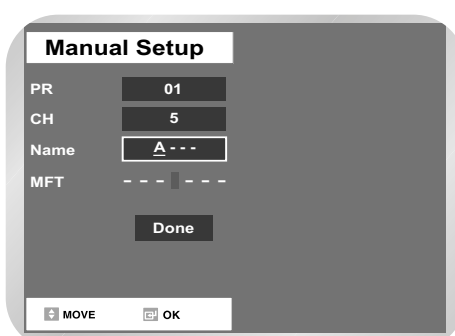 Manual Setup
PR 01
CH 5
Name A - - -
MFT - - - - - -
Done
MOVE OK